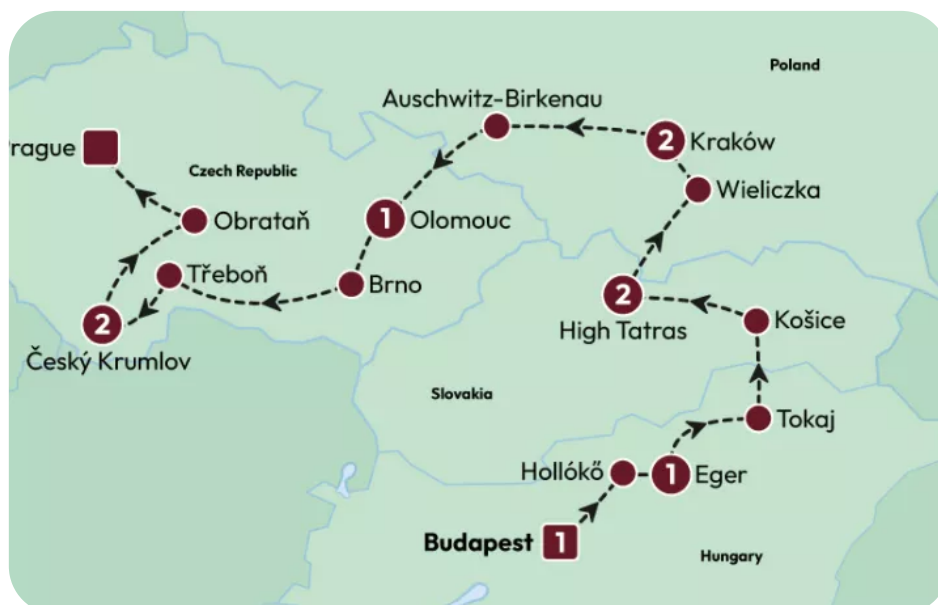 Poland
Auschwitz-Birkenau
2 Kraków
rague
Czech Republic
Wieliczka
Obrataň
1 Olomouc
Třeboň
Brno
2
High Tatras
Košice
2
Český Krumlov
Slovakia
Tokaj
Hollókő
1 Eger
Budapest 1
Hungary